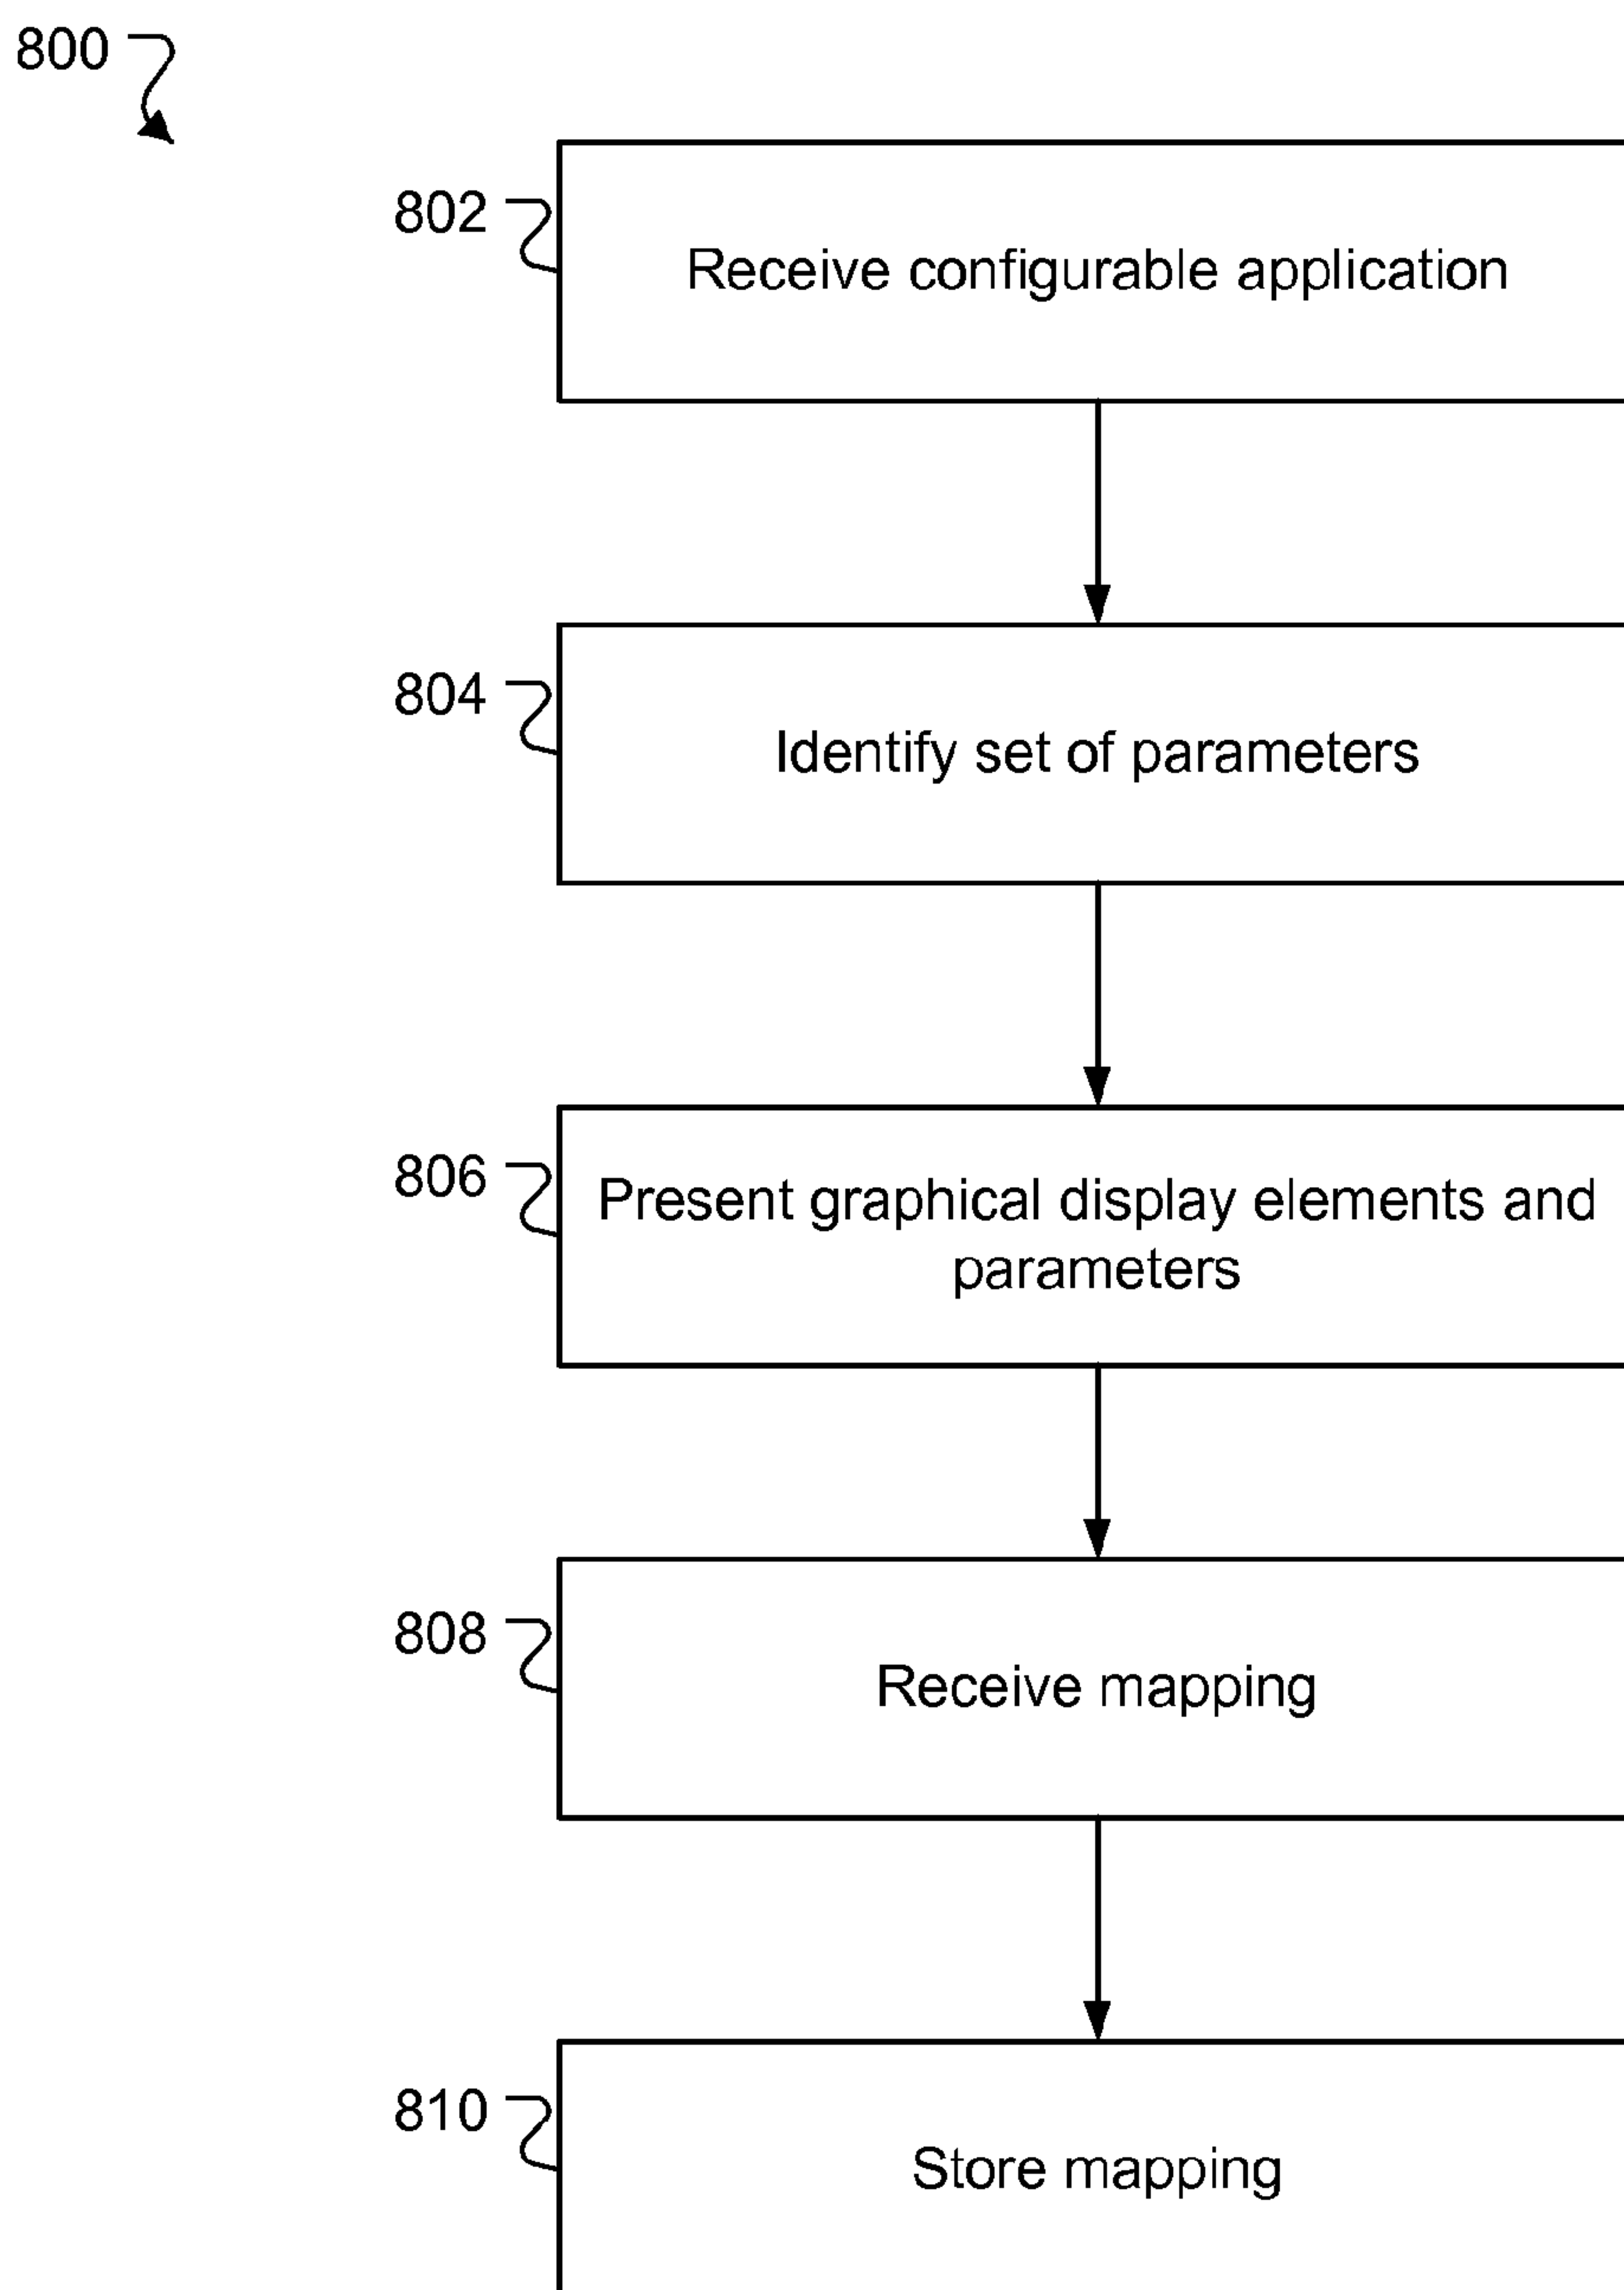 800
802
Receive configurable application
804
Identify set of parameters
806
Present graphical display elements and
parameters
808
Receive mapping
810
Store mapping